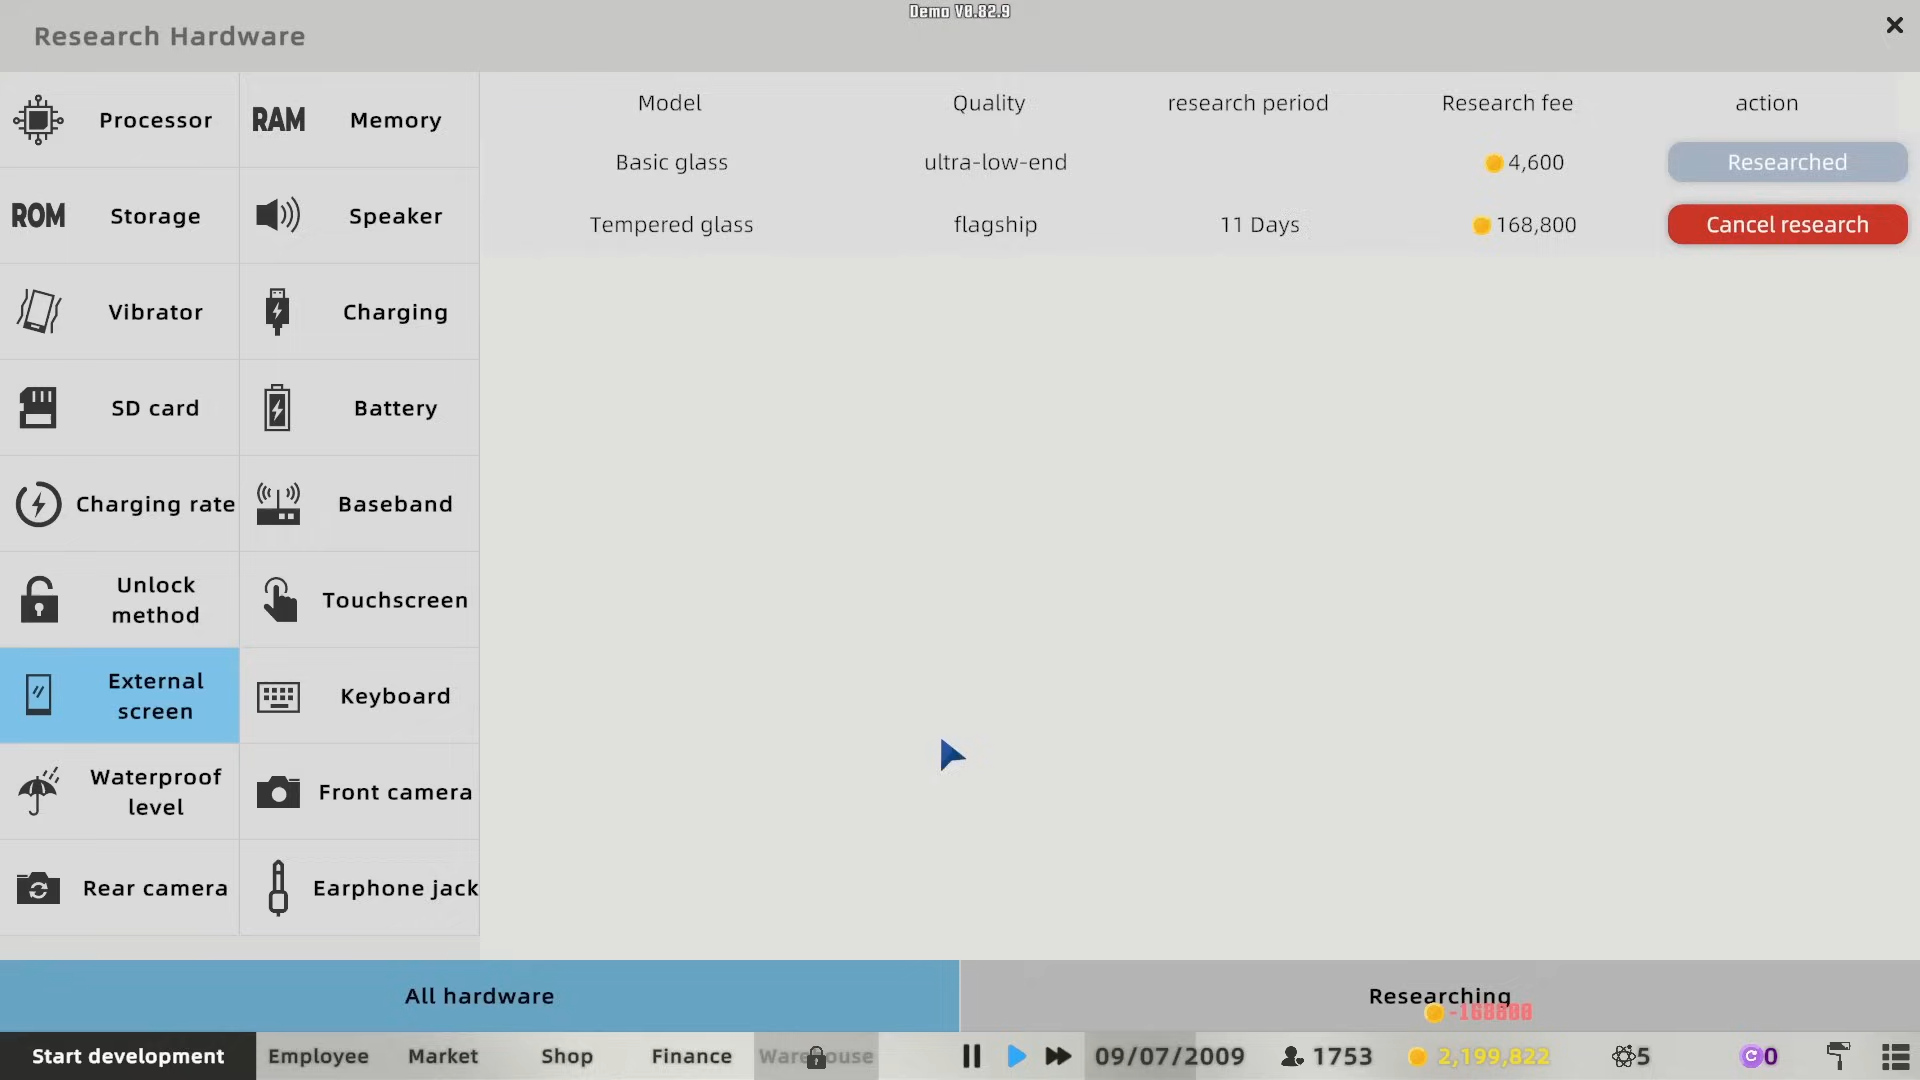 Demo V0.82.9
Research Hardware
Model Quality research period Research fee action
Basic glass ultra-low-end 4,600 Researched
Tempered glass flagship 11 Days 168,800 Cancel research
Processor
RAM Memory
ROM Storage
Speaker
Vibrator
Charging
SD card
Battery
Charging rate
Baseband
Unlock
method
Touchscreen
External
screen
Keyboard
Waterproof
level
Front camera
Rear camera
Earphone jack
All hardware
Researching
-168800
Start development Employee Market Shop Finance Warehouse 09/07/2009 1753 2,199,822 5 0